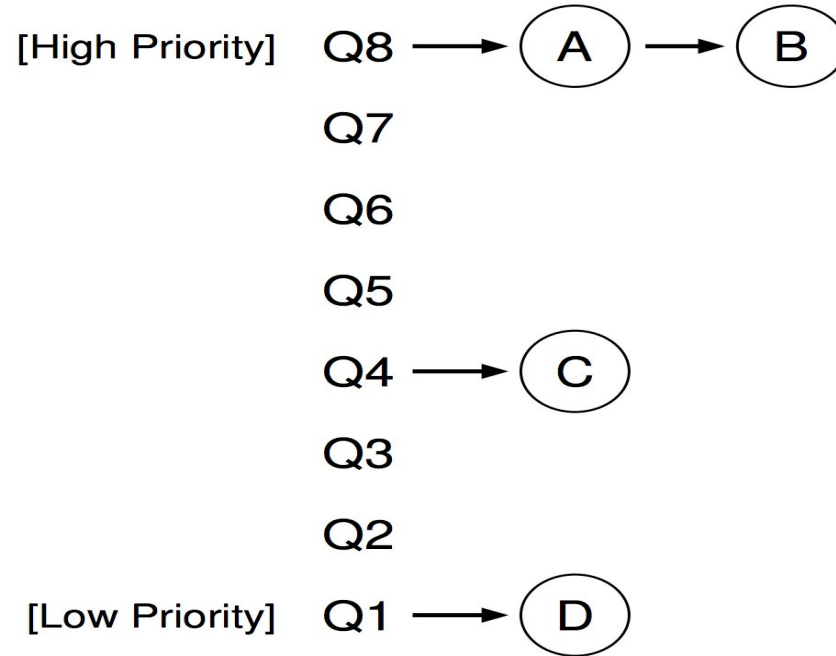 [High Priority] Q8 A B
Q7
Q6
Q5
Q4 C
Q3
Q2
[Low Priority] Q1 D